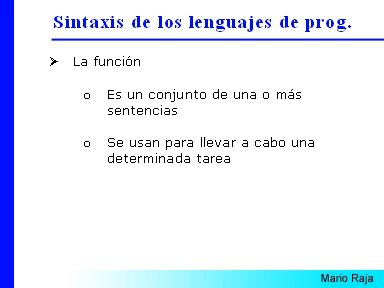 Sintaxis de los lenguajes de prog.
La función
o Es un conjunto de una o más
sentencias
o Se usan para llevar a cabo una
determinada tarea
Mario Raja